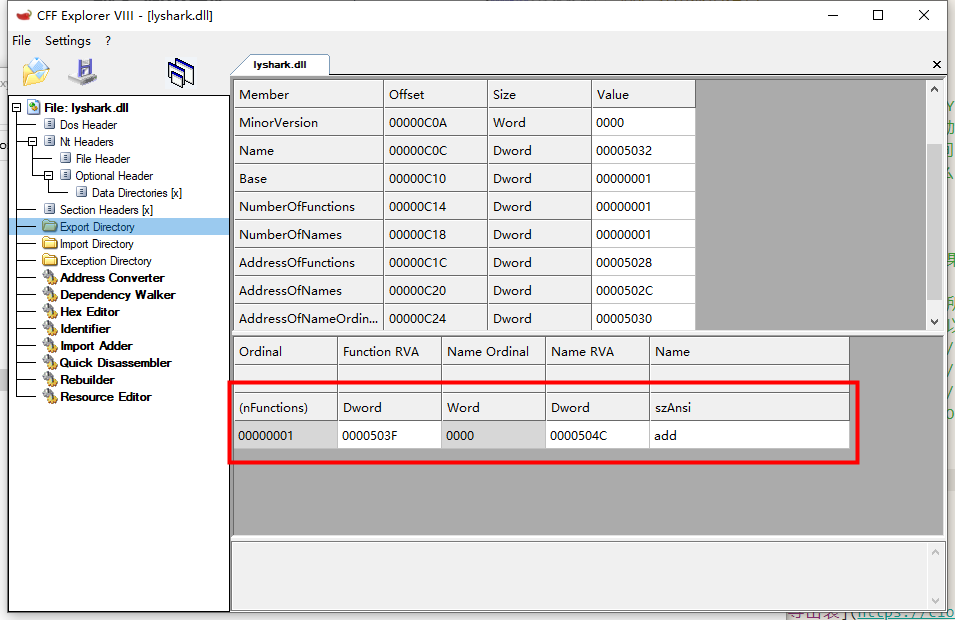 CFF Explorer VIII - [lyshark.dll]
File Settings ?
lyshark.dll
File: lyshark.dll
Dos Header
Nt Headers
File Header
Optional Header
Data Directories [x]
Section Headers [x]
Export Directory
Import Directory
Exception Directory
Address Converter
Dependency Walker
Hex Editor
Identifier
Import Adder
Quick Disassembler
Rebuilder
Resource Editor
Member Offset Size Value
MinorVersion 00000C0A Word 0000
Name 00000C0C Dword 00005032
Base 00000C10 Dword 00000001
NumberOfFunctions 00000C14 Dword 00000001
NumberOfNames 00000C18 Dword 00000001
AddressOfFunctions 00000C1C Dword 00005028
AddressOfNames 00000C20 Dword 0000502C
AddressOfNameOrdin... 00000C24 Dword 00005030
Ordinal Function RVA Name Ordinal Name RVA Name
(nFunctions) Dword Word Dword szAnsi
00000001 0000503F 0000 0000504C add